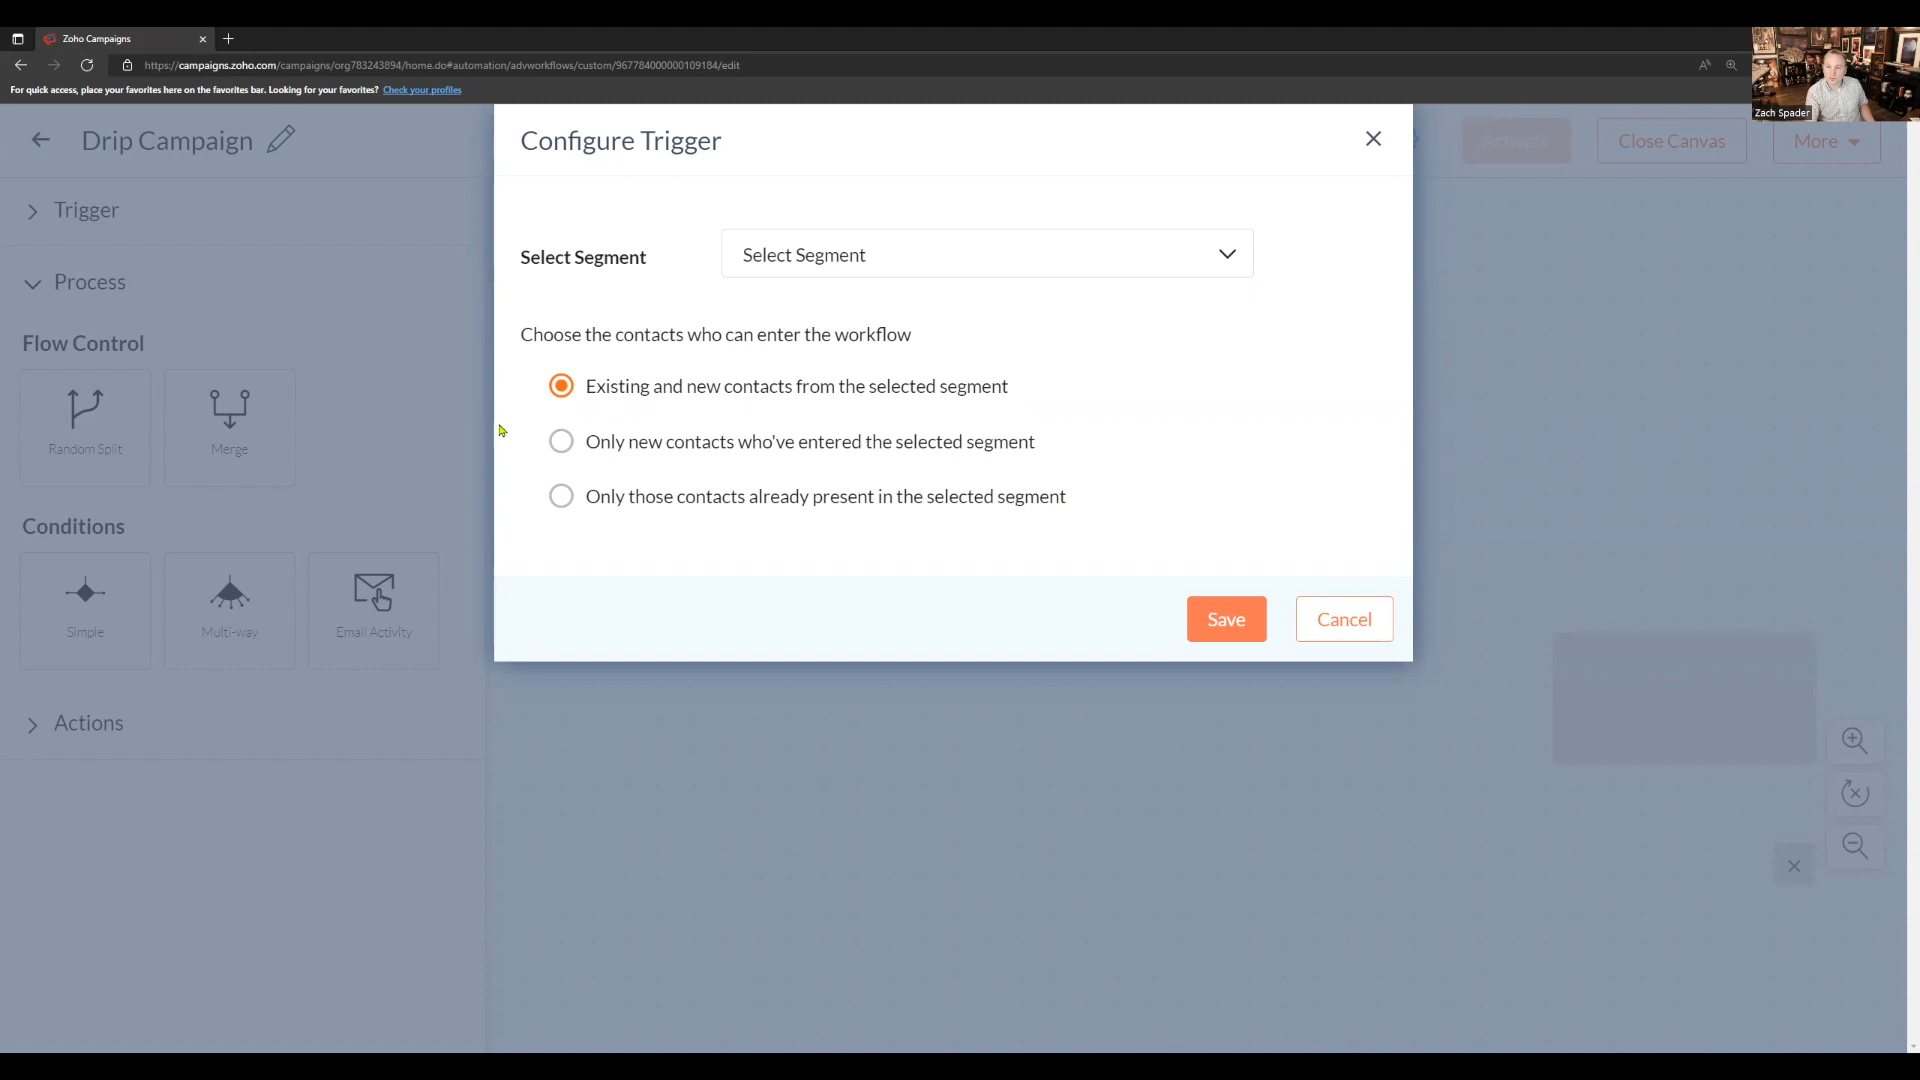 Zoho Campaigns
https://campaigns.zoho.com/campaigns/org783243894/home.do#automation/advworkflows/custom/967784000000109184/edit
For quick access, place your favorites here on the favorites bar. Looking for your favorites? Check your profiles
Zach Spader
Drip Campaign
Configure Trigger
Activate
Close Canvas
More
Trigger
Process
Flow Control
Random Split
Merge
Conditions
Simple
Multi-way
Email Activity
Actions
Select Segment
Select Segment
Choose the contacts who can enter the workflow
Existing and new contacts from the selected segment
Only new contacts who've entered the selected segment
Only those contacts already present in the selected segment
Save
Cancel